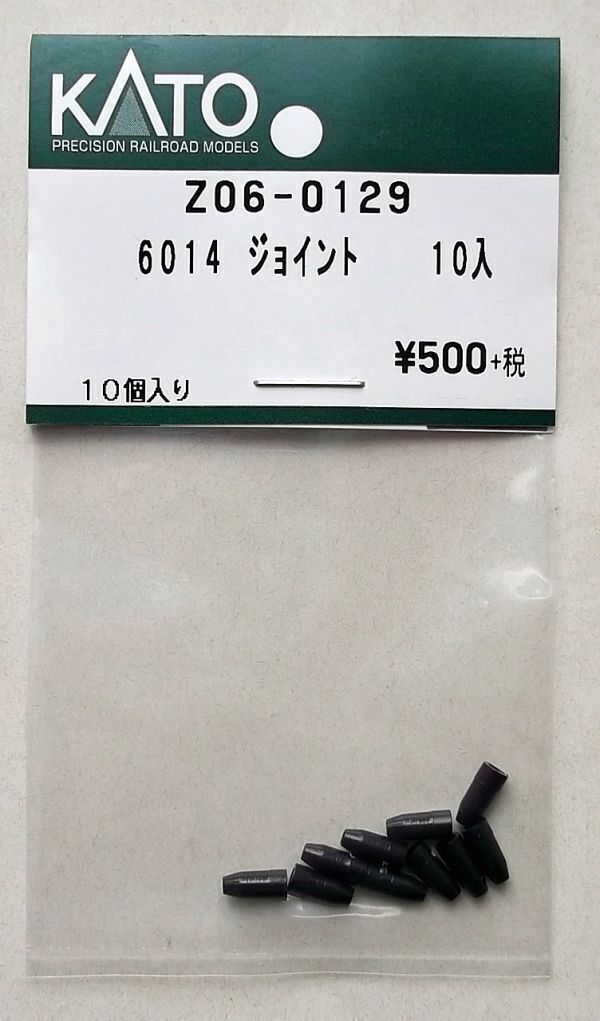 KATO
PRECISION RAILROAD MODELS
Z06-0129
6014 ジョイント 10入
¥500+税
10個入り